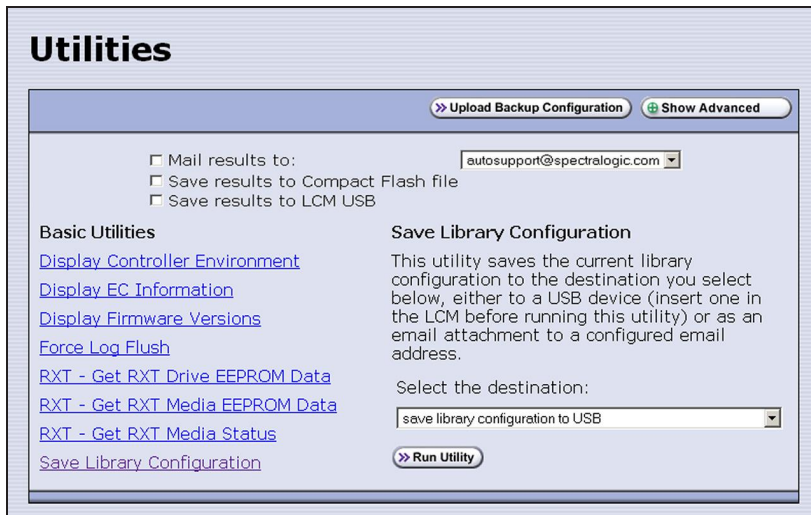 Utilities
Upload Backup Configuration
Show Advanced
Mail results to:
autosupport@spectralogic.com
Save results to Compact Flash file
Save results to LCM USB
Basic Utilities
Display Controller Environment
Display EC Information
Display Firmware Versions
Force Log Flush
RXT - Get RXT Drive EEPROM Data
RXT - Get RXT Media EEPROM Data
RXT - Get RXT Media Status
Save Library Configuration
Save Library Configuration
This utility saves the current library
configuration to the destination you select
below, either to a USB device (insert one in
the LCM before running this utility) or as an
email attachment to a configured email
address.
Select the destination:
save library configuration to USB
Run Utility